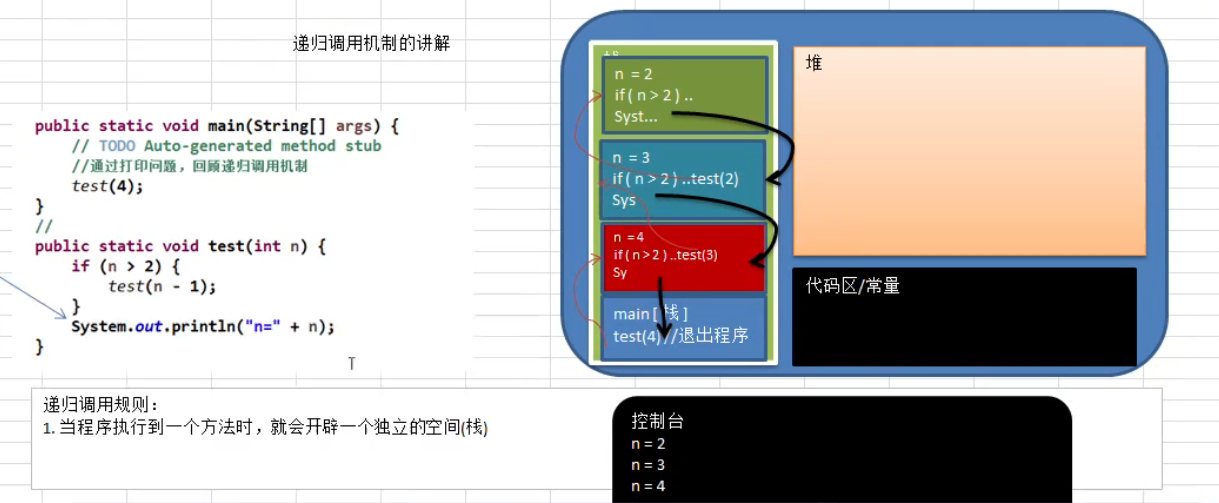 递归调用机制的讲解
public static void main(String[] args) {
// TODO Auto-generated method stub
//通过打印问题，回顾递归调用机制
test(4);
}
//
public static void test(int n) {
if (n > 2) {
test(n - 1);
}
System.out.println("n=" + n);
}
n = 2
if ( n > 2 ) ..
Syst...
n = 3
if ( n > 2 ) ..test(2)
Sys
n = 4
if ( n > 2 ) ..test(3)
Sy
main [ 栈 ]
test(4)//退出程序
堆
代码区/常量
递归调用规则：
1. 当程序执行到一个方法时，就会开辟一个独立的空间(栈)
控制台
n = 2
n = 3
n = 4